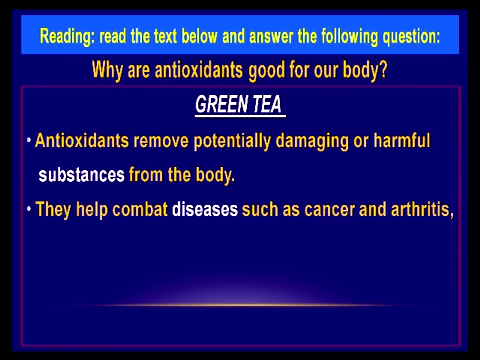 Reading: read the text below and answer the following question:
Why are antioxidants good for our body?
GREEN TEA
• Antioxidants remove potentially damaging or harmful
substances from the body.
• They help combat diseases such as cancer and arthritis,